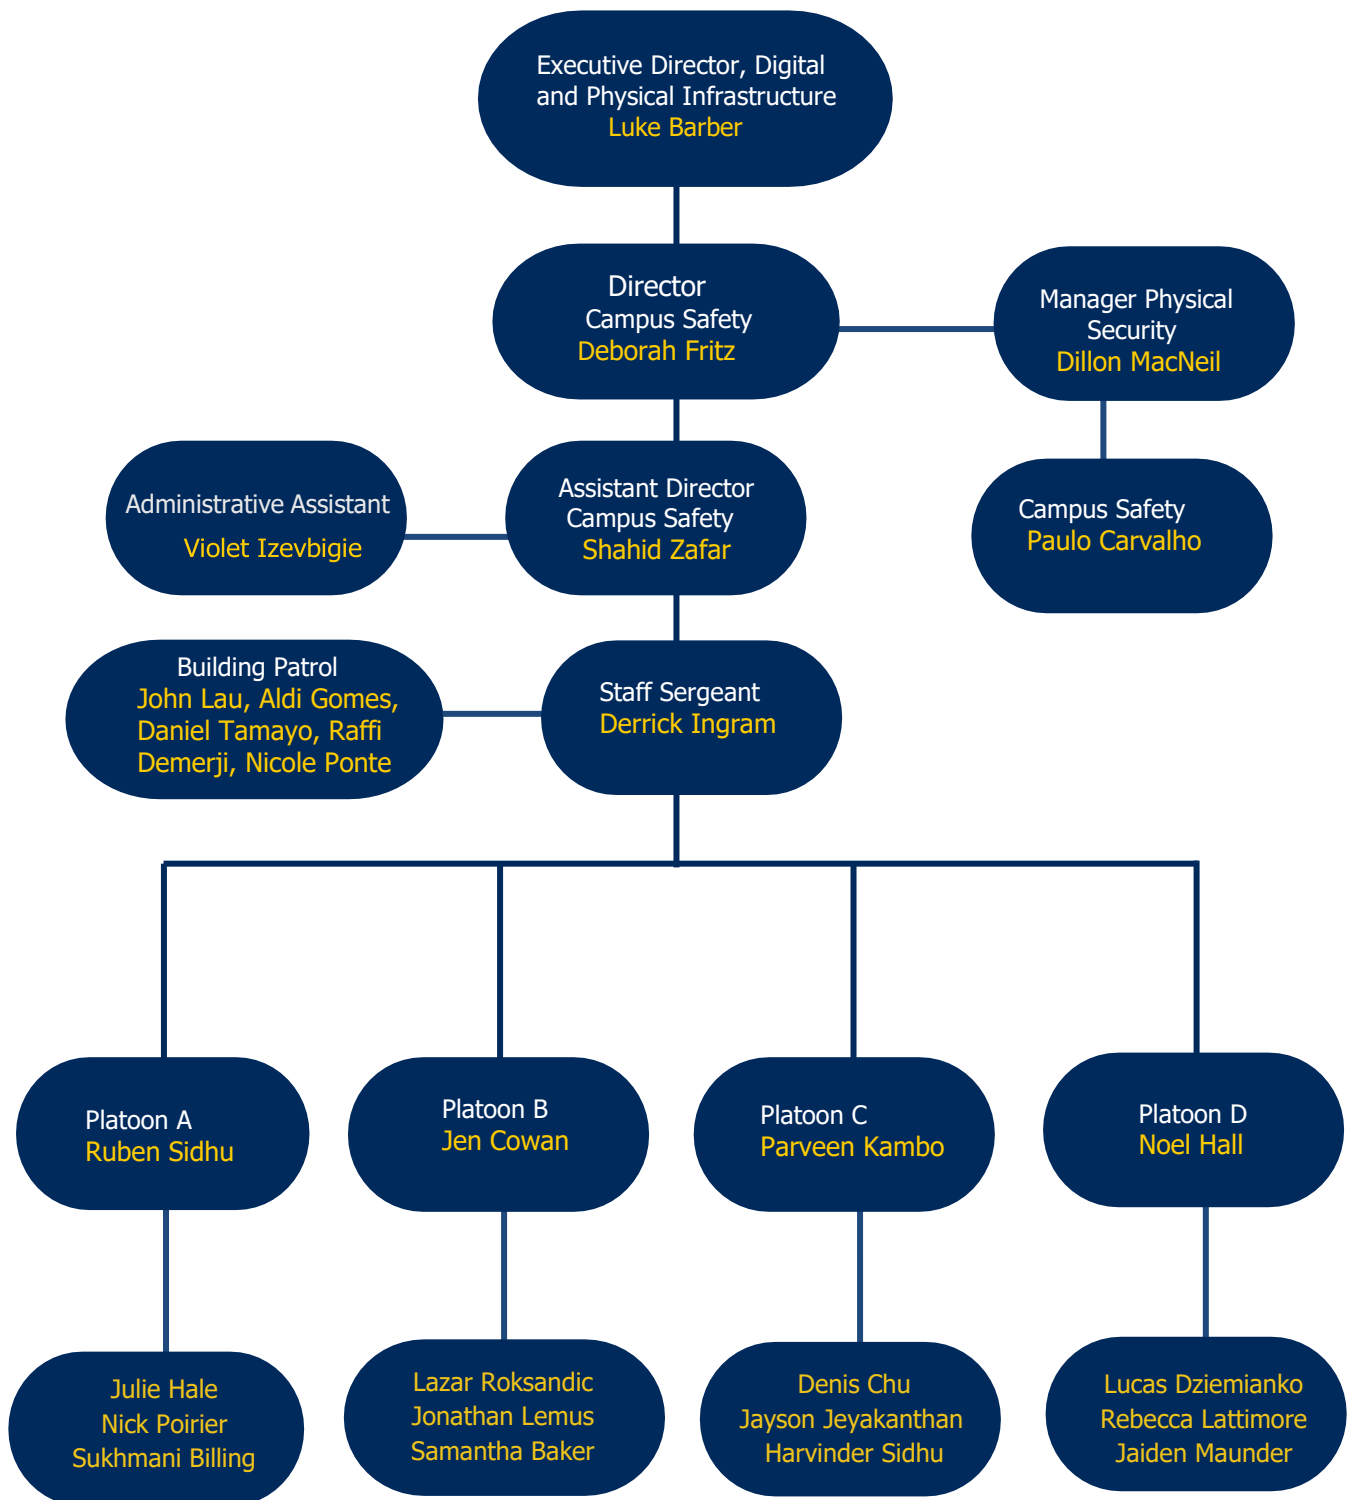 Executive Director, Digital
and Physical Infrastructure
Luke Barber
Director
Campus Safety
Deborah Fritz
Manager Physical
Security
Dillon MacNeil
Administrative Assistant
Violet Izevbigie
Assistant Director
Campus Safety
Shahid Zafar
Campus Safety
Paulo Carvalho
Building Patrol
John Lau, Aldi Gomes,
Daniel Tamayo, Raffi
Demerji, Nicole Ponte
Staff Sergeant
Derrick Ingram
Platoon A
Ruben Sidhu
Platoon B
Jen Cowan
Platoon C
Parveen Kambo
Platoon D
Noel Hall
Julie Hale
Nick Poirier
Sukhmani Billing
Lazar Roksandic
Jonathan Lemus
Samantha Baker
Denis Chu
Jayson Jeyakanthan
Harvinder Sidhu
Lucas Dziemianko
Rebecca Lattimore
Jaiden Maunder